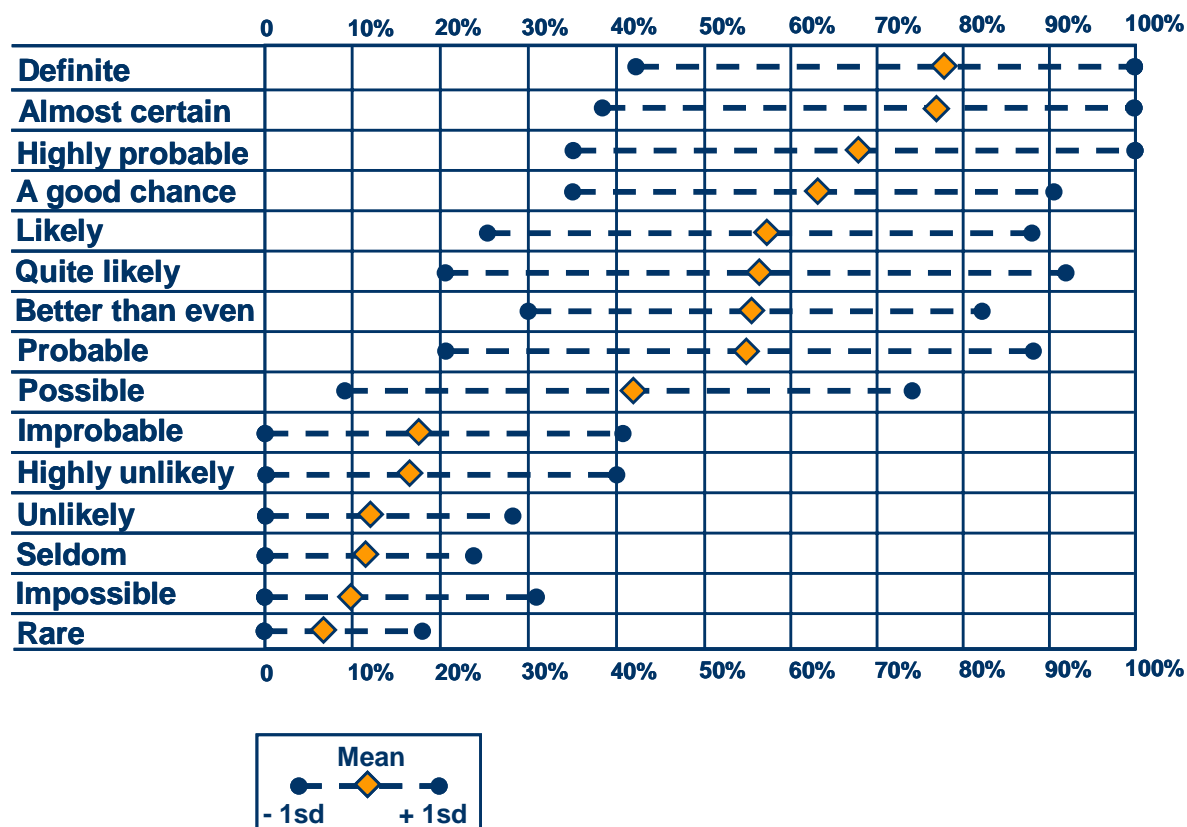 0 10% 20% 30% 40% 50% 60% 70% 80% 90% 100%
Definite
Almost certain
Highly probable
A good chance
Likely
Quite likely
Better than even
Probable
Possible
Improbable
Highly unlikely
Unlikely
Seldom
Impossible
Rare
0 10% 20% 30% 40% 50% 60% 70% 80% 90% 100%
Mean
- 1sd + 1sd